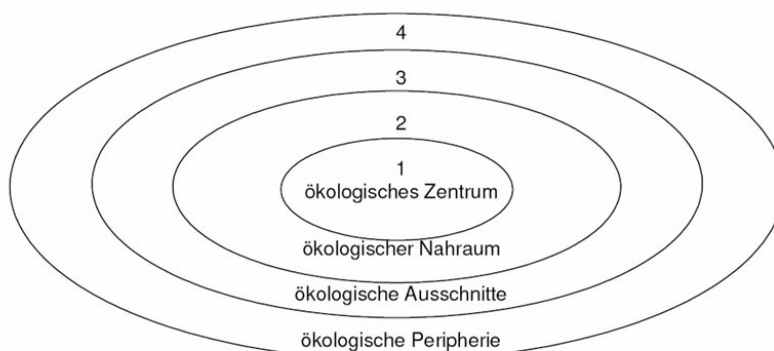 4
3
2
1
ökologisches Zentrum
ökologischer Nahraum
ökologische Ausschnitte
ökologische Peripherie